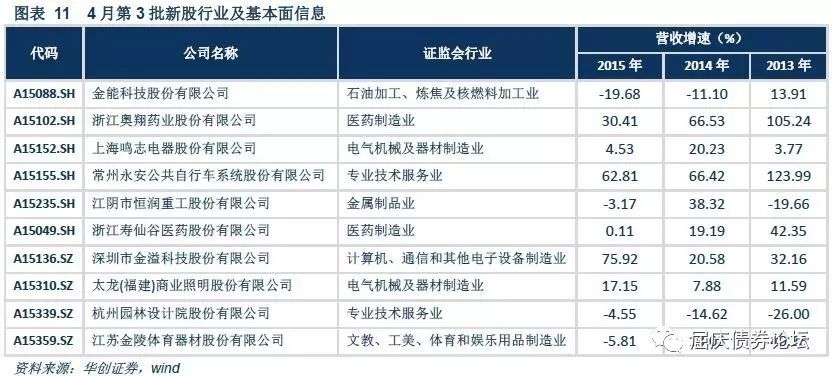 图表 11 4 月第 3 批新股行业及基本面信息
代码 公司名称 证监会行业 营收增速（%）
2015 年 2014 年 2013 年
A15088.SH 金能科技股份有限公司 石油加工、炼焦及核燃料加工业 -19.68 -11.10 13.91
A15102.SH 浙江奥翔药业股份有限公司 医药制造业 30.41 66.53 105.24
A15152.SH 上海鸣志电器股份有限公司 电气机械及器材制造业 4.53 20.23 3.77
A15155.SH 常州永安公共自行车系统股份有限公司 专业技术服务业 62.81 66.42 123.99
A15235.SH 江阴市恒润重工股份有限公司 金属制品业 -3.17 38.32 -19.66
A15049.SH 浙江寿仙谷医药股份有限公司 医药制造业 0.11 19.19 42.35
A15136.SZ 深圳市金溢科技股份有限公司 计算机、通信和其他电子设备制造业 75.92 20.58 32.16
A15310.SZ 太龙(福建)商业照明股份有限公司 电气机械及器材制造业 17.15 7.88 11.59
A15339.SZ 杭州园林设计院股份有限公司 专业技术服务业 -4.55 -14.62 -26.00
A15359.SZ 江苏金陵体育器材股份有限公司 文教、工美、体育和娱乐用品制造业 -5.81
屈庆债券论坛
资料来源：华创证券，wind